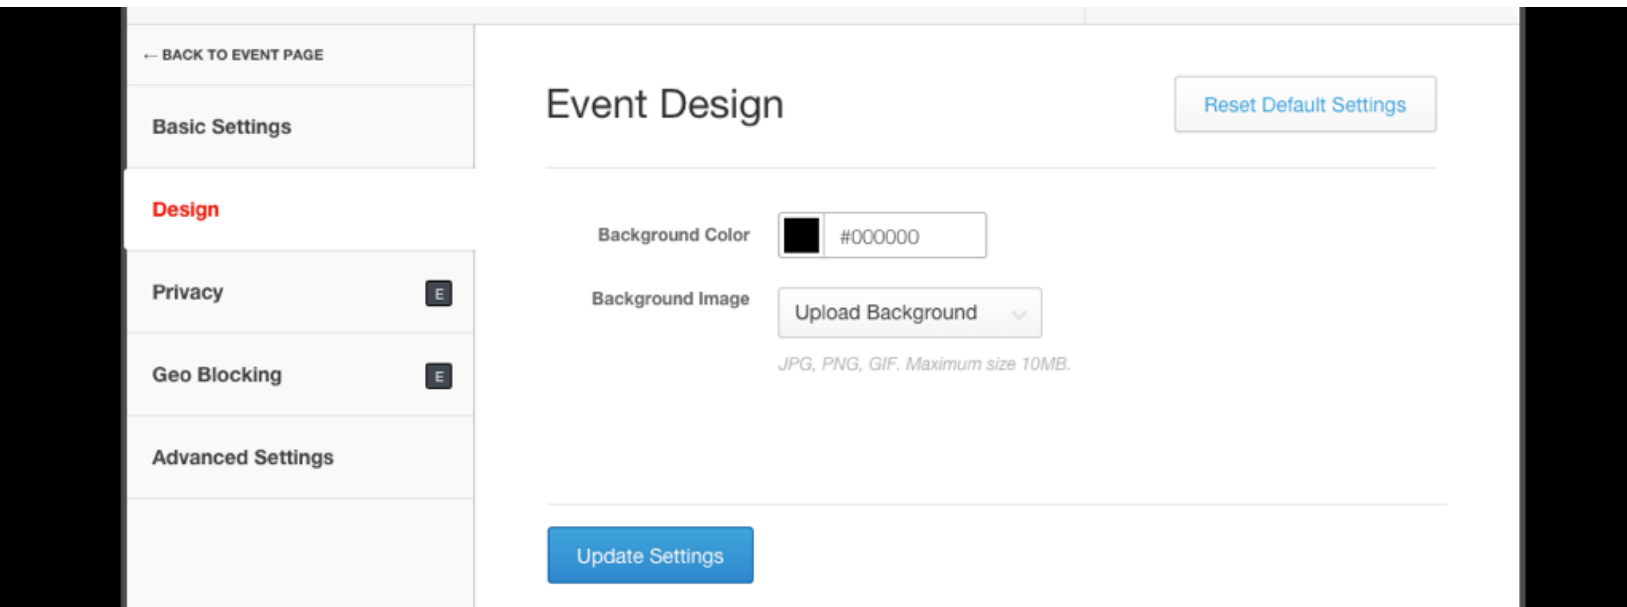 ← BACK TO EVENT PAGE
Basic Settings
Design
Privacy E
Geo Blocking E
Advanced Settings
Event Design
Reset Default Settings
Background Color #000000
Background Image Upload Background
JPG, PNG, GIF. Maximum size 10MB.
Update Settings